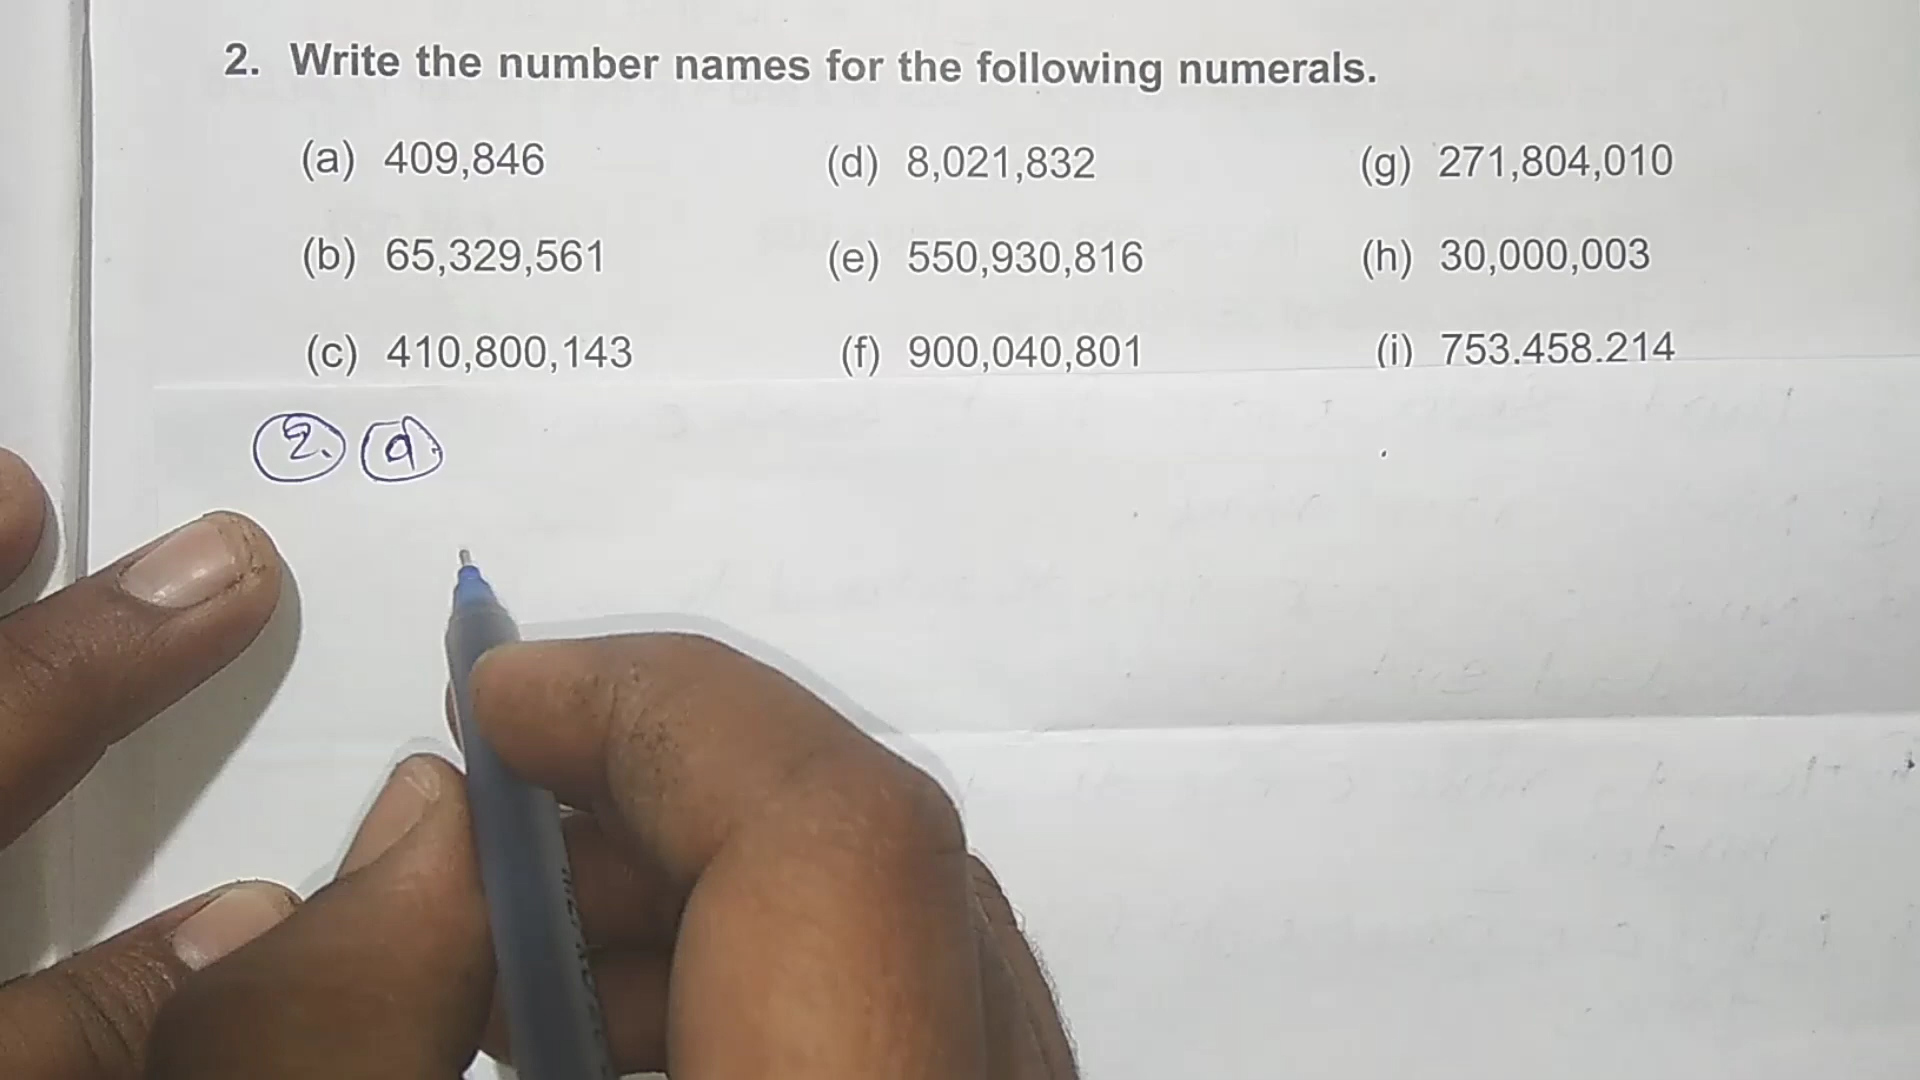 2. Write the number names for the following numerals.
(a) 409,846 (d) 8,021,832 (g) 271,804,010
(b) 65,329,561 (e) 550,930,816 (h) 30,000,003
(c) 410,800,143 (f) 900,040,801 (i) 753.458.214
2. a.